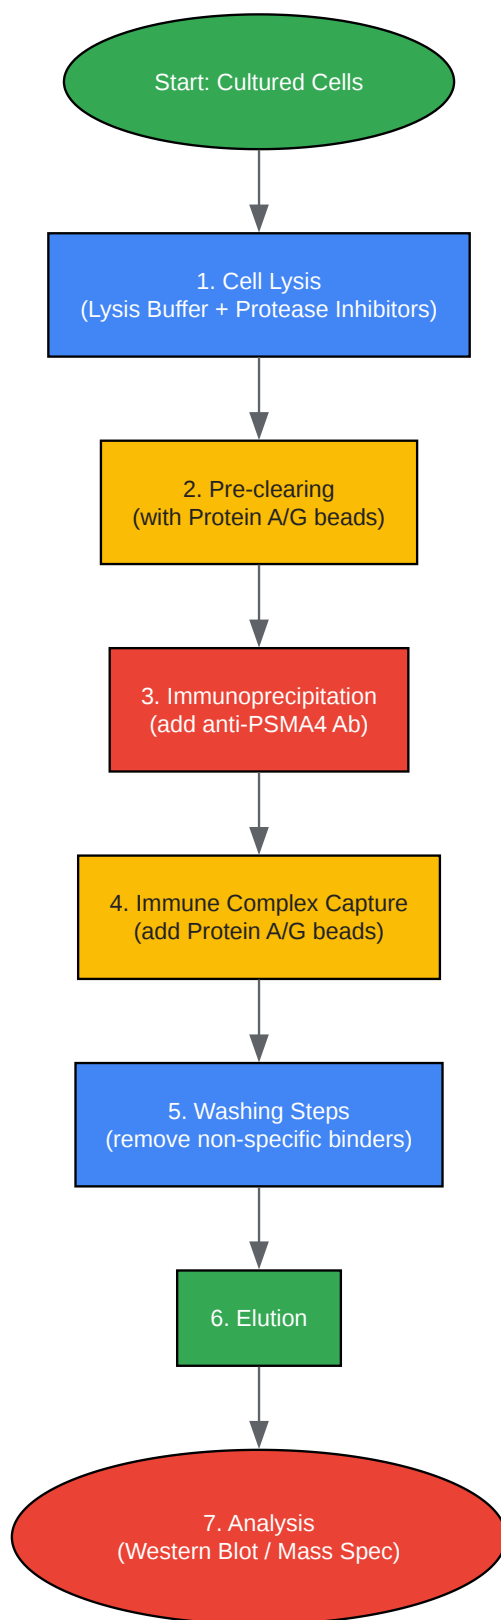 Start: Cultured Cells
1. Cell Lysis
(Lysis Buffer + Protease Inhibitors)
2. Pre-clearing
(with Protein A/G beads)
3. Immunoprecipitation
(add anti-PSMA4 Ab)
4. Immune Complex Capture
(add Protein A/G beads)
5. Washing Steps
(remove non-specific binders)
6. Elution
7. Analysis
(Western Blot / Mass Spec)